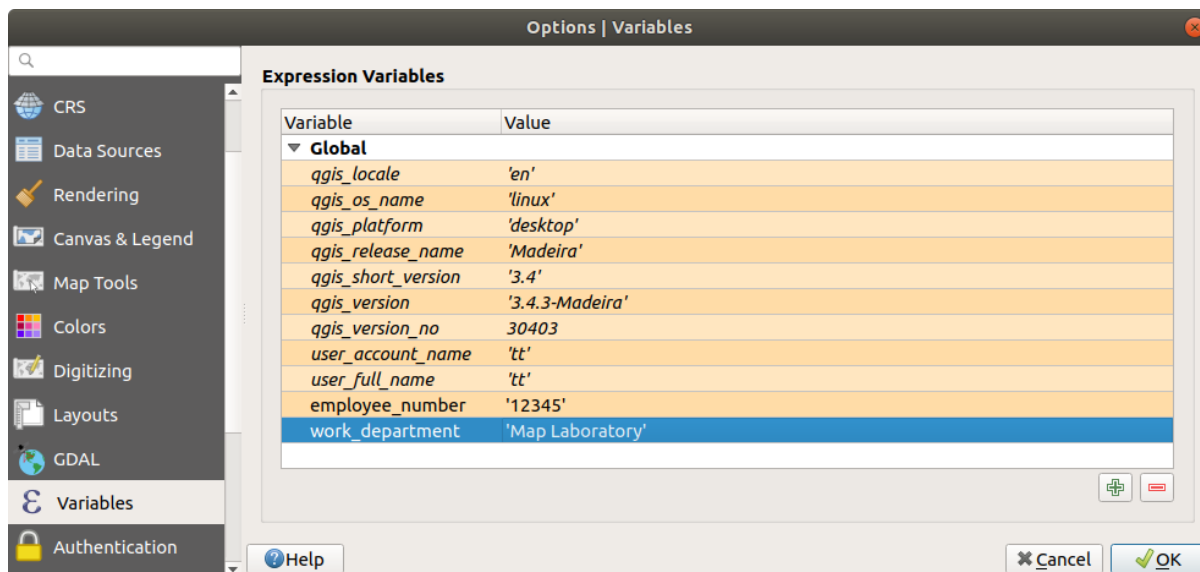 Options | Variables
CRS
Data Sources
Rendering
Canvas & Legend
Map Tools
Colors
Digitizing
Layouts
GDAL
Variables
Authentication
Expression Variables
Variable Value
Global
qgis_locale 'en'
qgis_os_name 'linux'
qgis_platform 'desktop'
qgis_release_name 'Madeira'
qgis_short_version '3.4'
qgis_version '3.4.3-Madeira'
qgis_version_no 30403
user_account_name 'tt'
user_full_name 'tt'
employee_number '12345'
work_department 'Map Laboratory'
Help Cancel OK